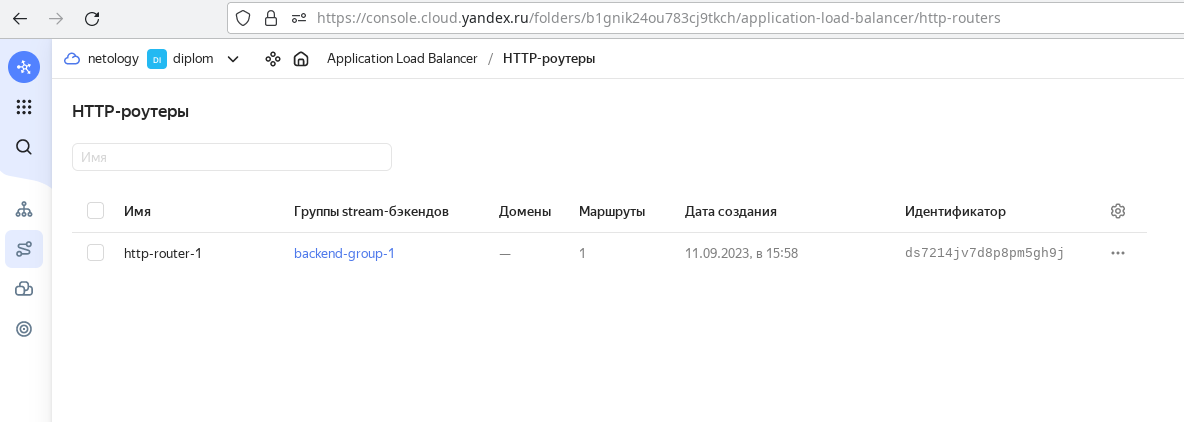 https://console.cloud.yandex.ru/folders/b1gnik24ou783cj9tkch/application-load-balancer/http-routers
netology DI diplom Application Load Balancer / HTTP-роутеры
HTTP-роутеры
Имя
Имя Группы stream-бэкендов Домены Маршруты Дата создания Идентификатор
http-router-1 backend-group-1 — 1 11.09.2023, в 15:58 ds7214jv7d8p8pm5gh9j